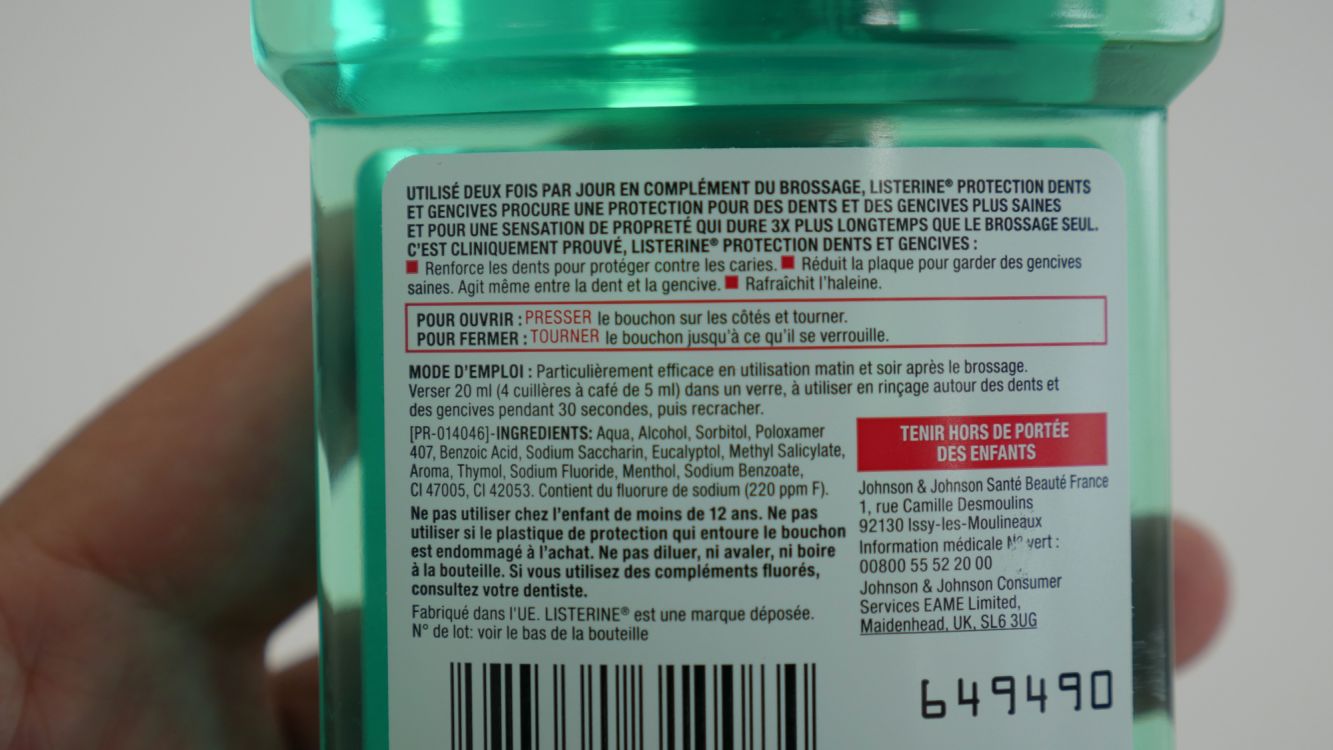 UTILISÉ DEUX FOIS PAR JOUR EN COMPLÉMENT DU BROSSAGE, LISTERINE® PROTECTION DENTS
ET GENCIVES PROCURE UNE PROTECTION POUR DES DENTS ET DES GENCIVES PLUS SAINES
ET POUR UNE SENSATION DE PROPRETÉ QUI DURE 3X PLUS LONGTEMPS QUE LE BROSSAGE SEUL.
C'EST CLINIQUEMENT PROUVÉ, LISTERINE® PROTECTION DENTS ET GENCIVES :
Renforce les dents pour protéger contre les caries. Réduit la plaque pour garder des gencives
saines. Agit même entre la dent et la gencive. Rafraîchit l'haleine.
POUR OUVRIR : PRESSER le bouchon sur les côtés et tourner.
POUR FERMER : TOURNER le bouchon jusqu'à ce qu'il se verrouille.
MODE D'EMPLOI : Particulièrement efficace en utilisation matin et soir après le brossage.
Verser 20 ml (4 cuillères à café de 5 ml) dans un verre, à utiliser en rinçage autour des dents et
des gencives pendant 30 secondes, puis recracher.
[PR-014046]-INGREDIENTS: Aqua, Alcohol, Sorbitol, Poloxamer
407, Benzoic Acid, Sodium Saccharin, Eucalyptol, Methyl Salicylate,
Aroma, Thymol, Sodium Fluoride, Menthol, Sodium Benzoate,
CI 47005, CI 42053. Contient du fluorure de sodium (220 ppm F).
Ne pas utiliser chez l'enfant de moins de 12 ans. Ne pas
utiliser si le plastique de protection qui entoure le bouchon
est endommagé à l'achat. Ne pas diluer, ni avaler, ni boire
à la bouteille. Si vous utilisez des compléments fluorés,
consultez votre dentiste.
Fabriqué dans l'UE. LISTERINE® est une marque déposée.
N° de lot: voir le bas de la bouteille
TENIR HORS DE PORTÉE
DES ENFANTS
Johnson & Johnson Santé Beauté France
1, rue Camille Desmoulins
92130 Issy-les-Moulineaux
Information médicale N° vert :
00800 55 52 20 00
Johnson & Johnson Consumer
Services EAME Limited,
Maidenhead, UK, SL6 3UG
649490